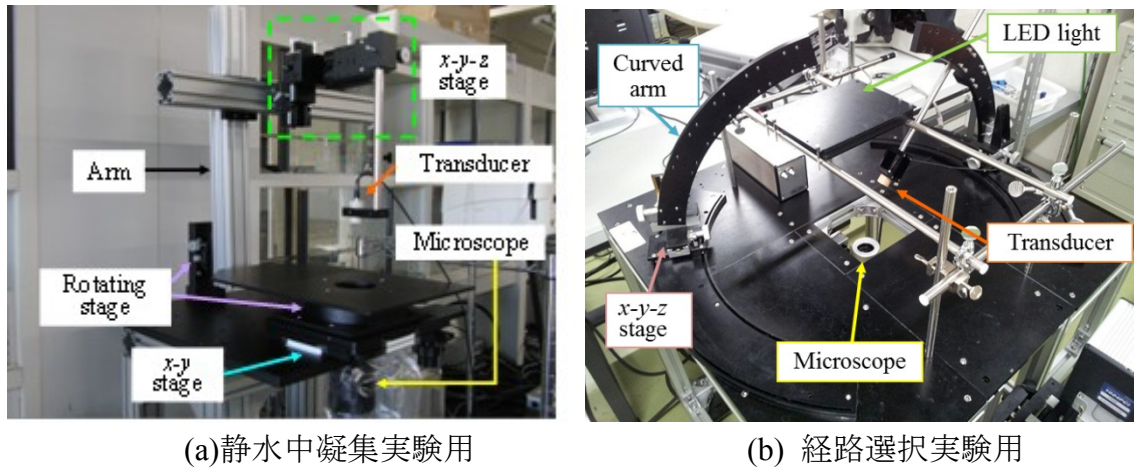 x-y-z
stage
Arm
Transducer
Microscope
Rotating
stage
x-y
stage
(a)静水中凝集実験用
LED light
Curved
arm
Transducer
x-y-z
stage
Microscope
(b) 経路選択実験用